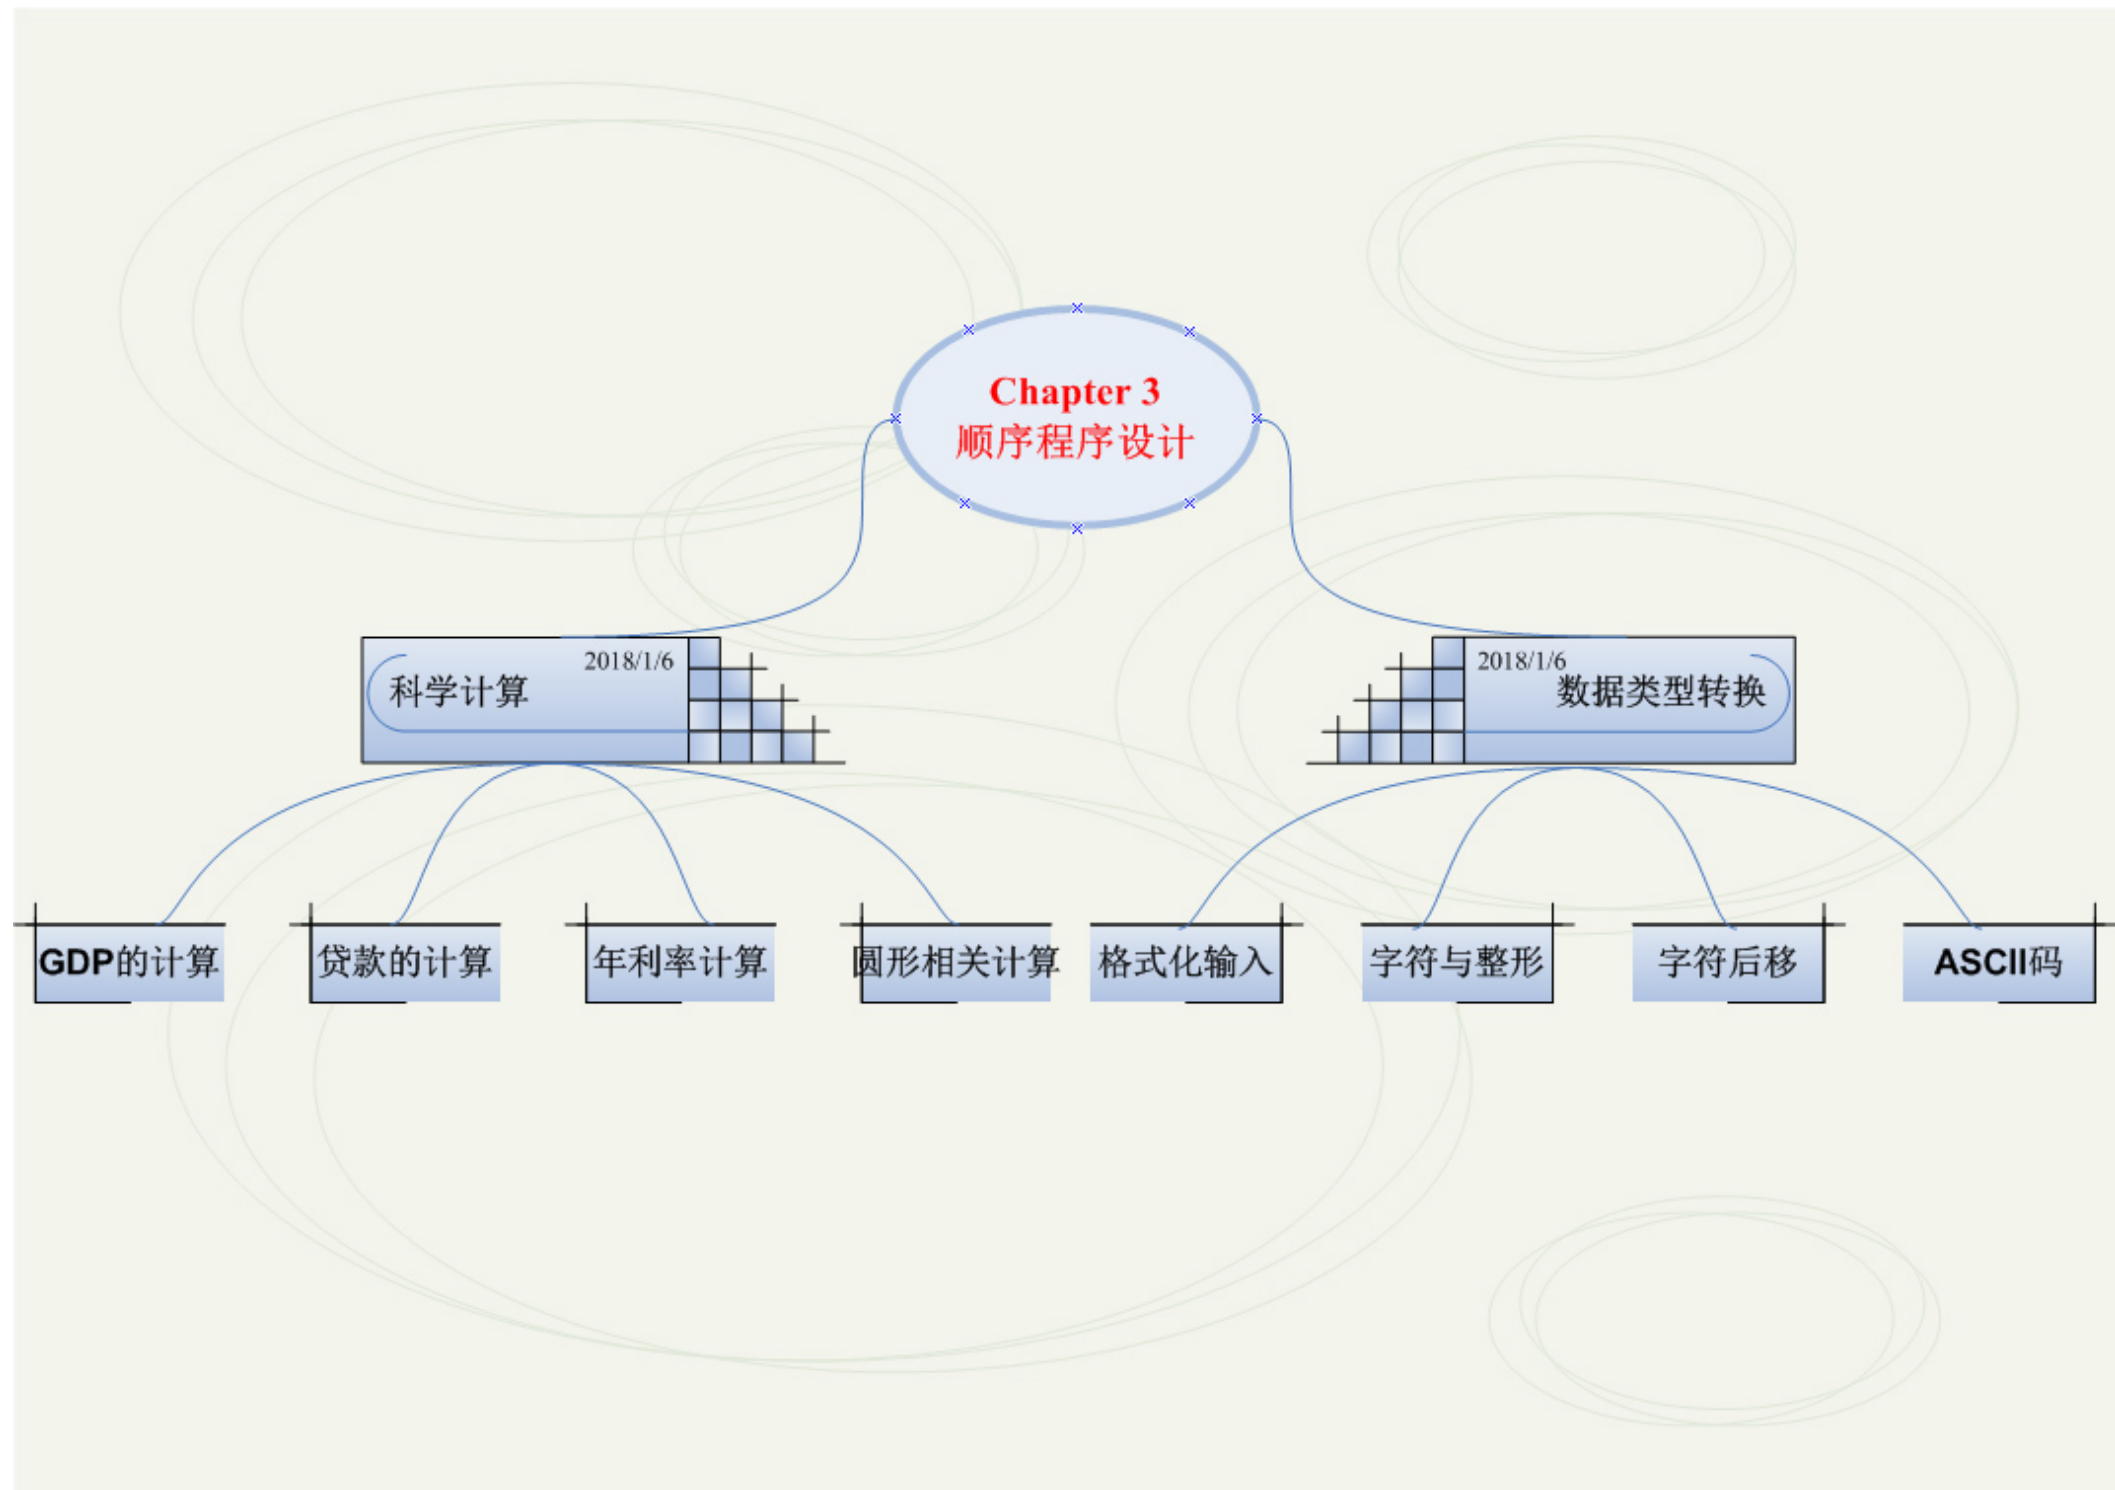 Chapter 3
顺序程序设计
2018/1/6
科学计算
2018/1/6
数据类型转换
GDP的计算
贷款的计算
年利率计算
圆形相关计算
格式化输入
字符与整形
字符后移
ASCII码